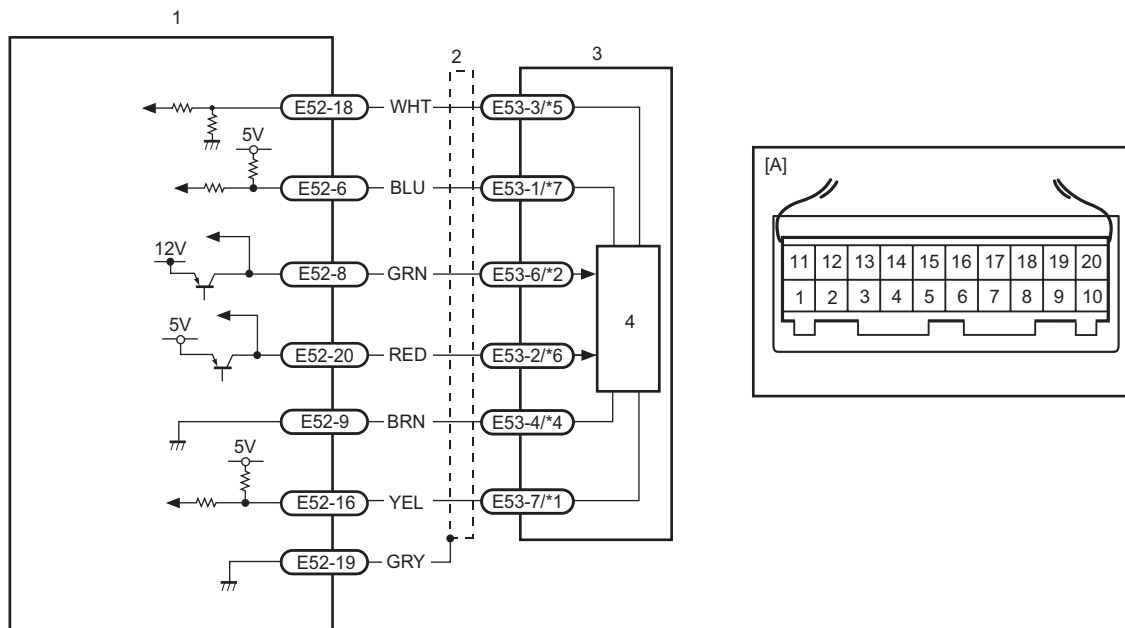 1
2
3
E52-18 WHT E53-3/*5
5V
E52-6 BLU E53-1/*7
12V
E52-8 GRN E53-6/*2
4
5V
E52-20 RED E53-2/*6
E52-9 BRN E53-4/*4
5V
E52-16 YEL E53-7/*1
E52-19 GRY
[A]
11 12 13 14 15 16 17 18 19 20
1 2 3 4 5 6 7 8 9 10